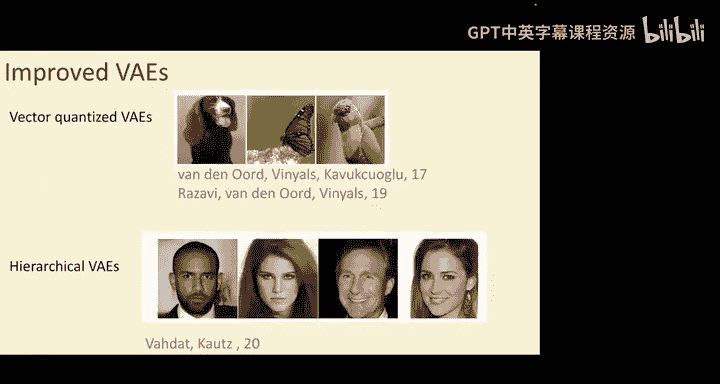 GPT中英字幕课程资源 bilibili
Improved VAEs
Vector quantized VAEs
van den Oord, Vinyals, Kavukcuoglu, 17
Razavi, van den Oord, Vinyals, 19
Hierarchical VAEs
Vahdat, Kautz , 20